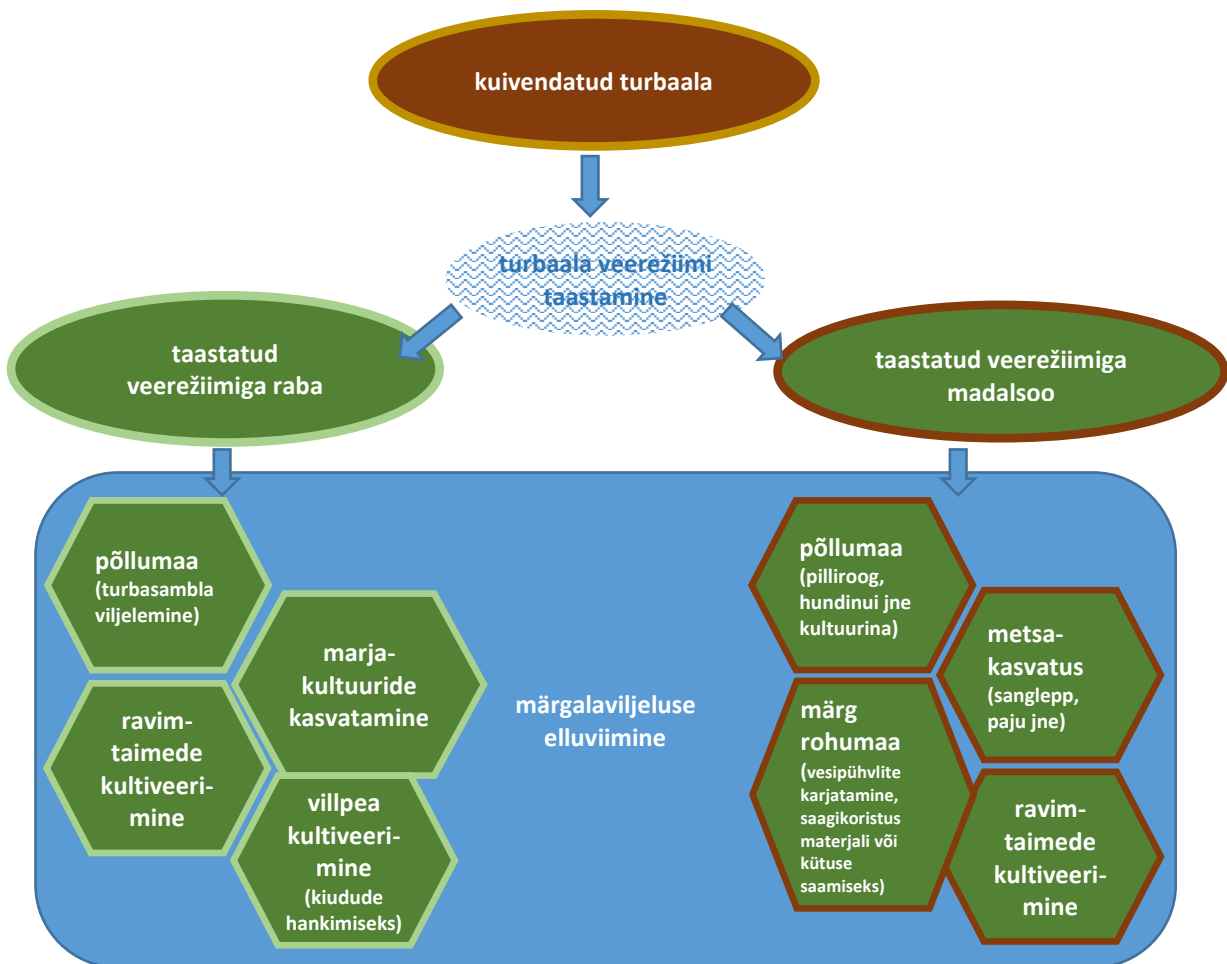 kuivendatud turbaala
turbaala veerežiimi
taastamine
taastatud
veerežiimiga raba
taastatud veerežiimiga
madalsoo
põllumaa
(turbasambla
viljelemine)
marja-
kultuuride
kasvatamine
ravim-
taimede
kultiveeri-
mine
villpea
kultiveeri-
mine
(kiudude
hankimiseks)
märgalaviljeluse
elluviimine
põllumaa
(pilliroog,
hundinui jne
kultuurina)
metsa-
kasvatus
(sanglepp,
paju jne)
märg
rohumaa
(vesipühvlite
karjatamine,
saagikoristus
materjali või
kütuse
saamiseks)
ravim-
taimede
kultiveeri-
mine